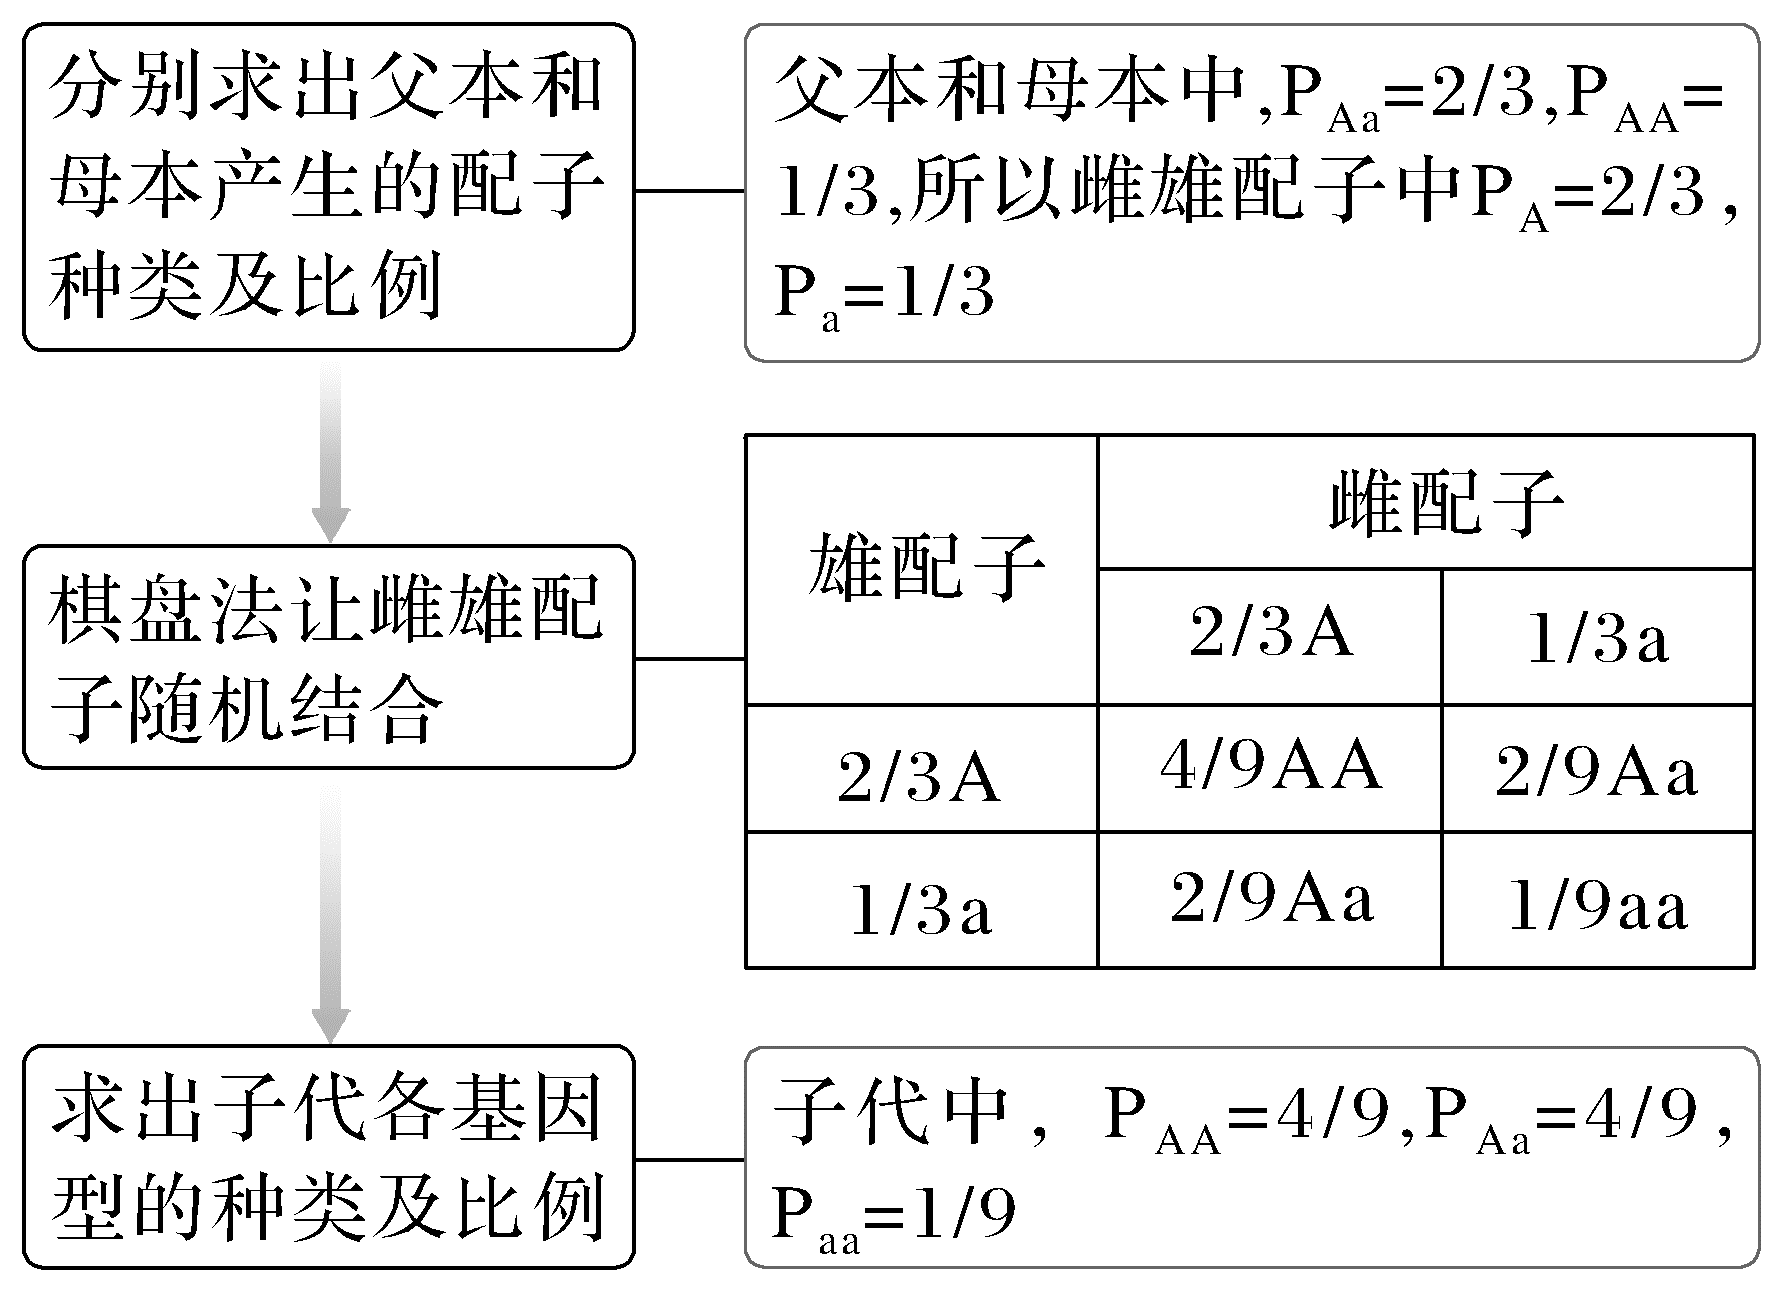 分别求出父本和
母本产生的配子
种类及比例
父本和母本中,PAa=2/3,PAA=
1/3,所以雌雄配子中PA=2/3,
Pa=1/3
棋盘法让雌雄配
子随机结合
雄配子
雌配子
2/3A
1/3a
2/3A
4/9AA
2/9Aa
1/3a
2/9Aa
1/9aa
求出子代各基因
型的种类及比例
子代中, PAA=4/9,PAa=4/9,
Paa=1/9